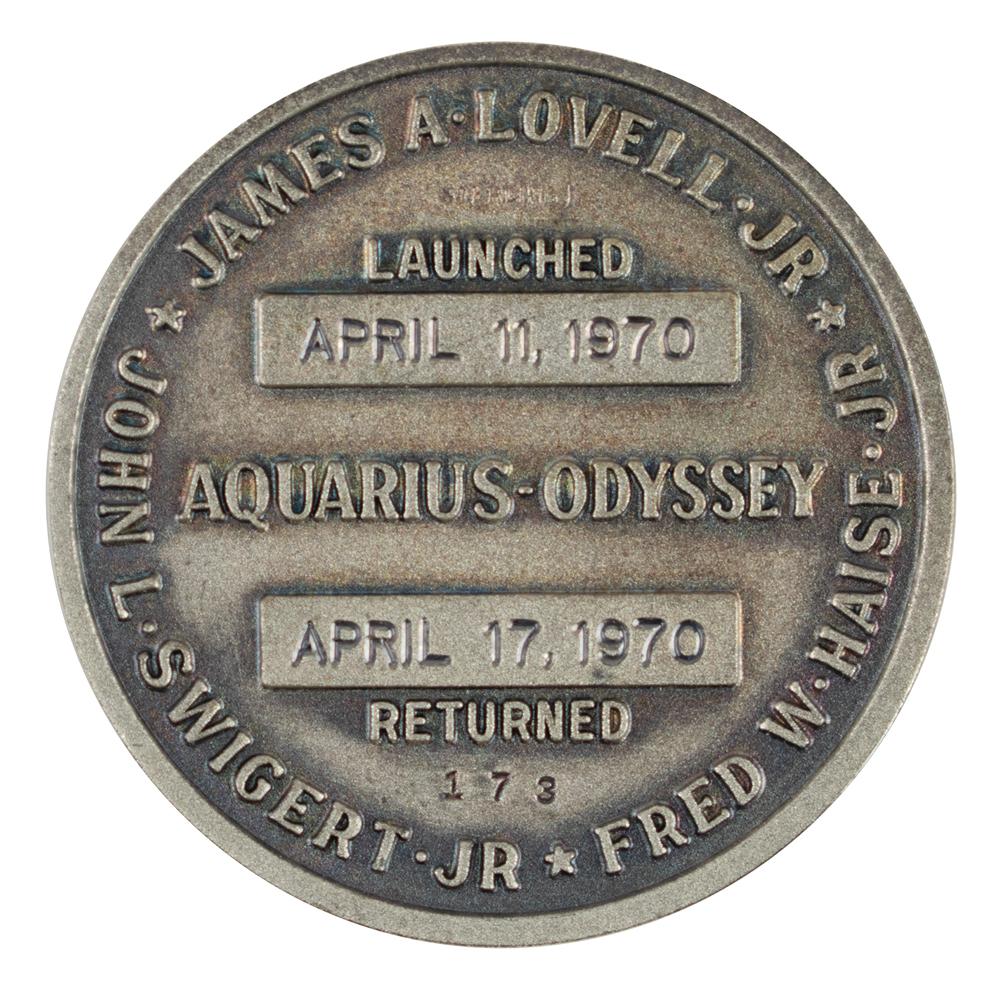 JAMES A·LOVELL·JR
LAUNCHED
APRIL 11, 1970
AQUARIUS-ODYSSEY
APRIL 17, 1970
RETURNED
173
JOHN L·SWIGERT·JR
FRED W·HAISE·JR